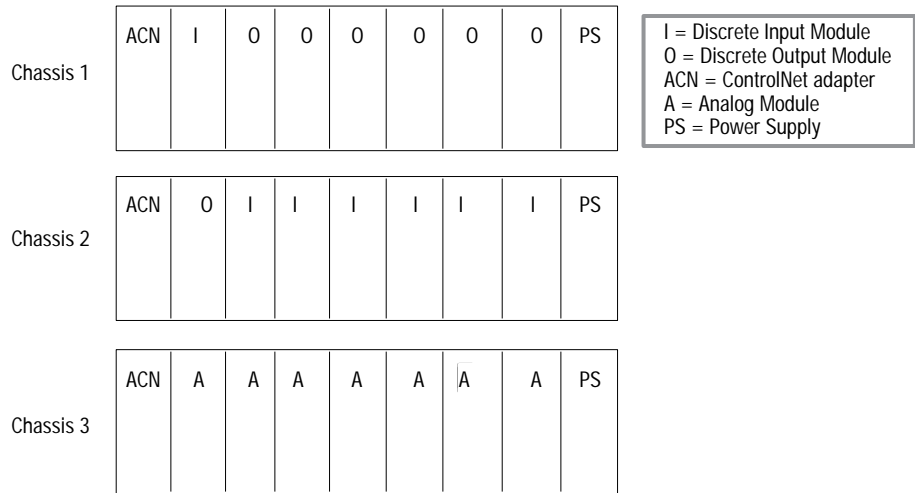 ACN I O O O O O O PS
Chassis 1
I = Discrete Input Module
O = Discrete Output Module
ACN = ControlNet adapter
A = Analog Module
PS = Power Supply
ACN O I I I I I I PS
Chassis 2
ACN A A A A A A A PS
Chassis 3